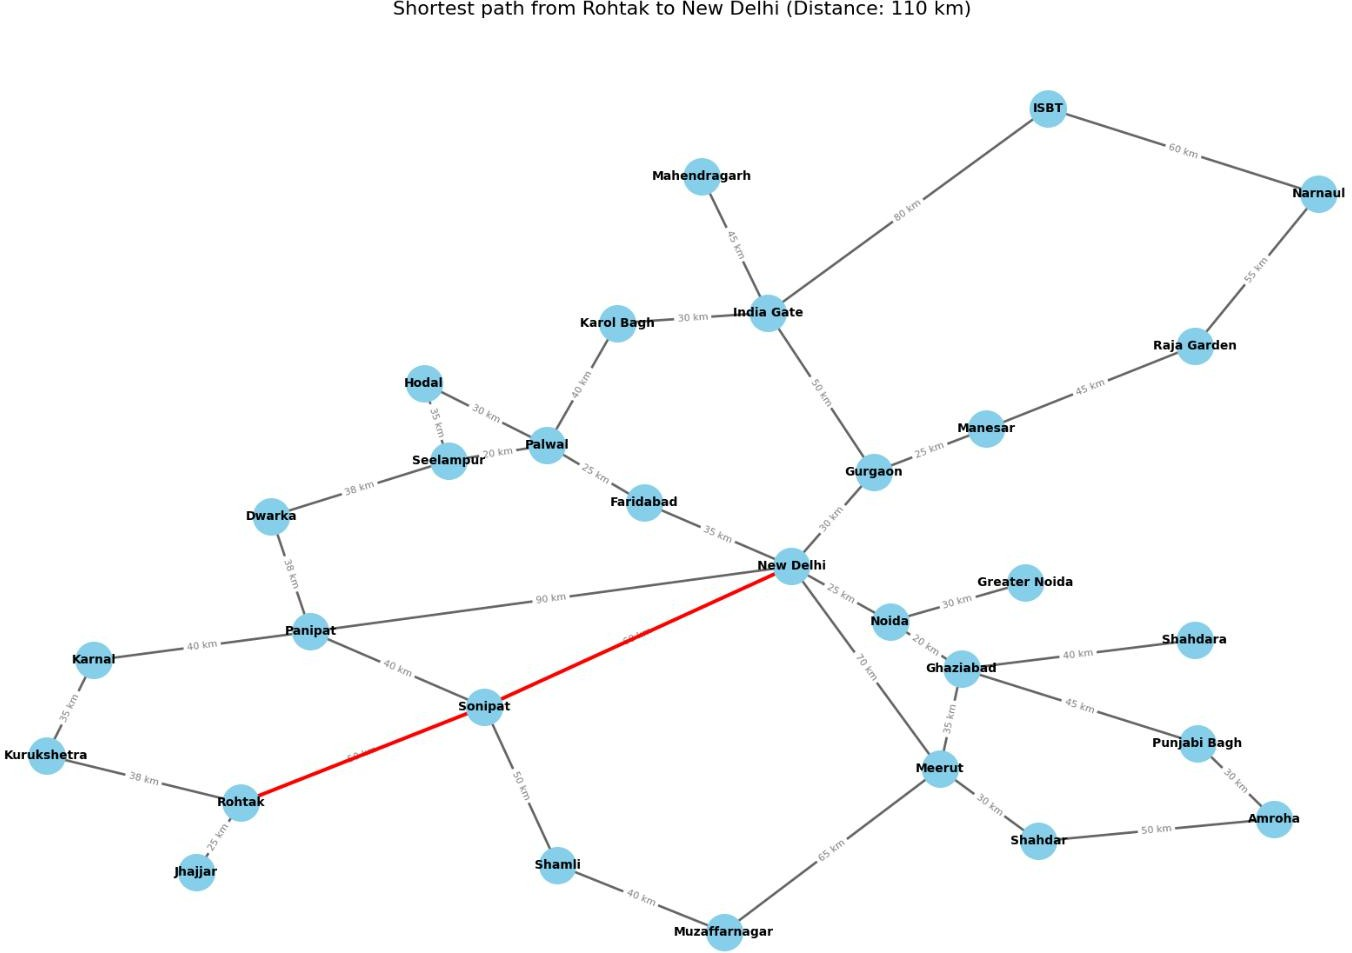 Shortest path from Rohtak to New Delhi (Distance: 110 km)
ISBT
60 km
Mahendragarh
Narnaul
80 km
45 km
55 km
India Gate
Karol Bagh
30 km
Raja Garden
Hodal
40 km
50 km
45 km
30 km
35 km
Manesar
Palwal
20 km
Seelampur
25 km
Gurgaon
25 km
38 km
Faridabad
Dwarka
30 km
35 km
New Delhi
38 km
Greater Noida
25 km
90 km
30 km
Noida
Panipat
Shahdara
20 km
40 km
40 km
Karnal
40 km
70 km
Ghaziabad
35 km
Sonipat
45 km
35 km
Punjabi Bagh
Kurukshetra
Meerut
38 km
50 km
30 km
Rohtak
30 km
Amroha
50 km
25 km
Shahdar
65 km
Shamli
Jhajjar
40 km
Muzaffarnagar